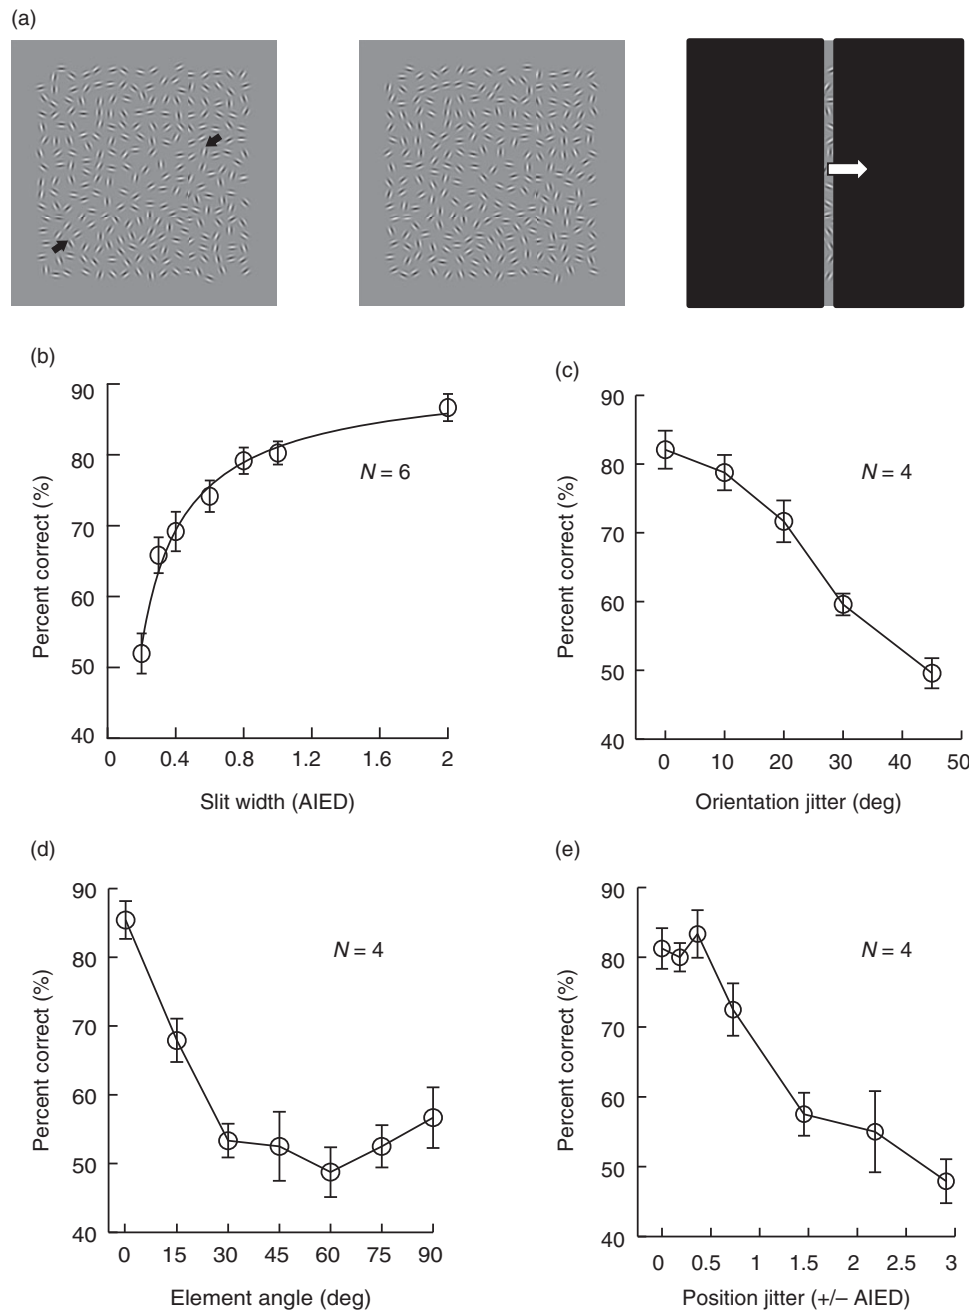 (a)
(b)
90
80
70
60
50
40
Percent correct (%)
N = 6
0 0.4 0.8 1.2 1.6 2
Slit width (AIED)
(c)
90
80
70
60
50
40
Percent correct (%)
N = 4
0 10 20 30 40 50
Orientation jitter (deg)
(d)
90
80
70
60
50
40
Percent correct (%)
N = 4
0 15 30 45 60 75 90
Element angle (deg)
(e)
90
80
70
60
50
40
Percent correct (%)
N = 4
0 0.5 1 1.5 2 2.5 3
Position jitter (+/– AIED)